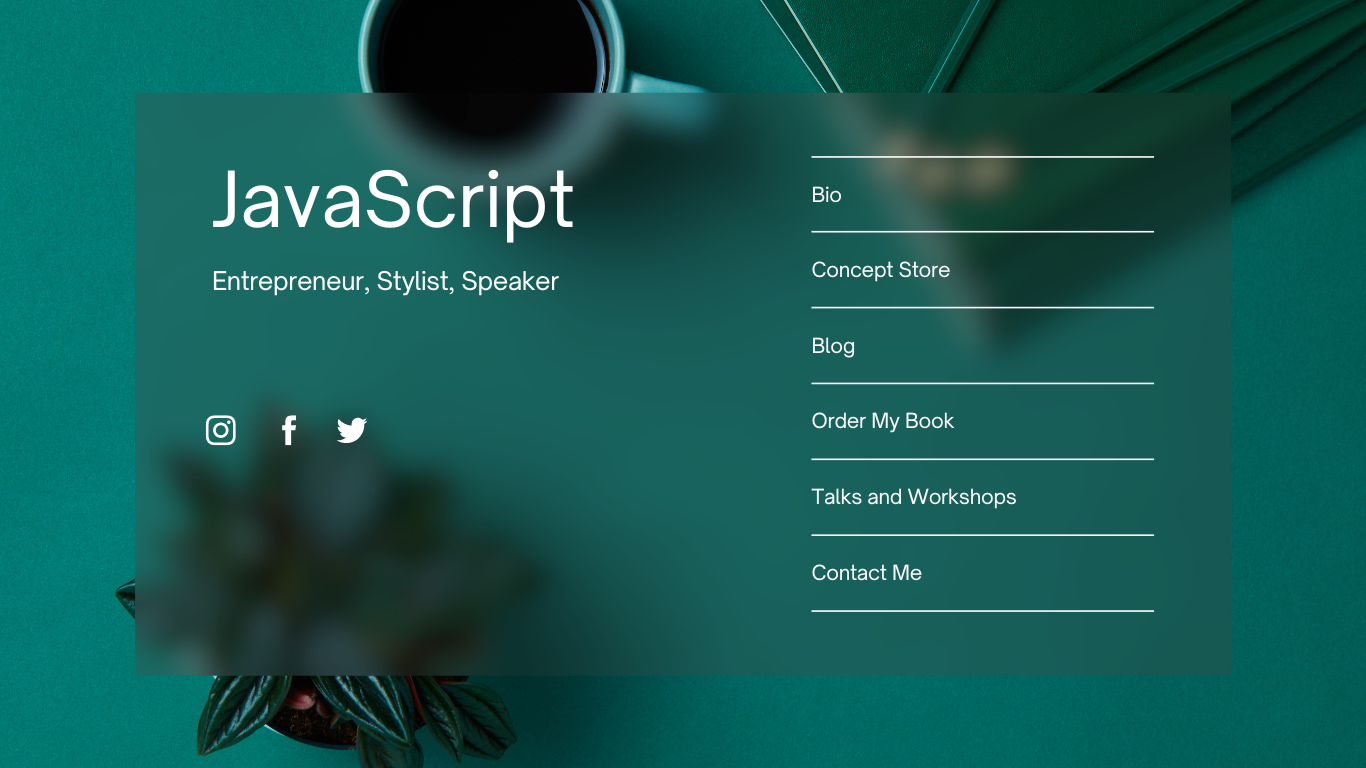 JavaScript
Entrepreneur, Stylist, Speaker
Bio
Concept Store
Blog
Order My Book
Talks and Workshops
Contact Me